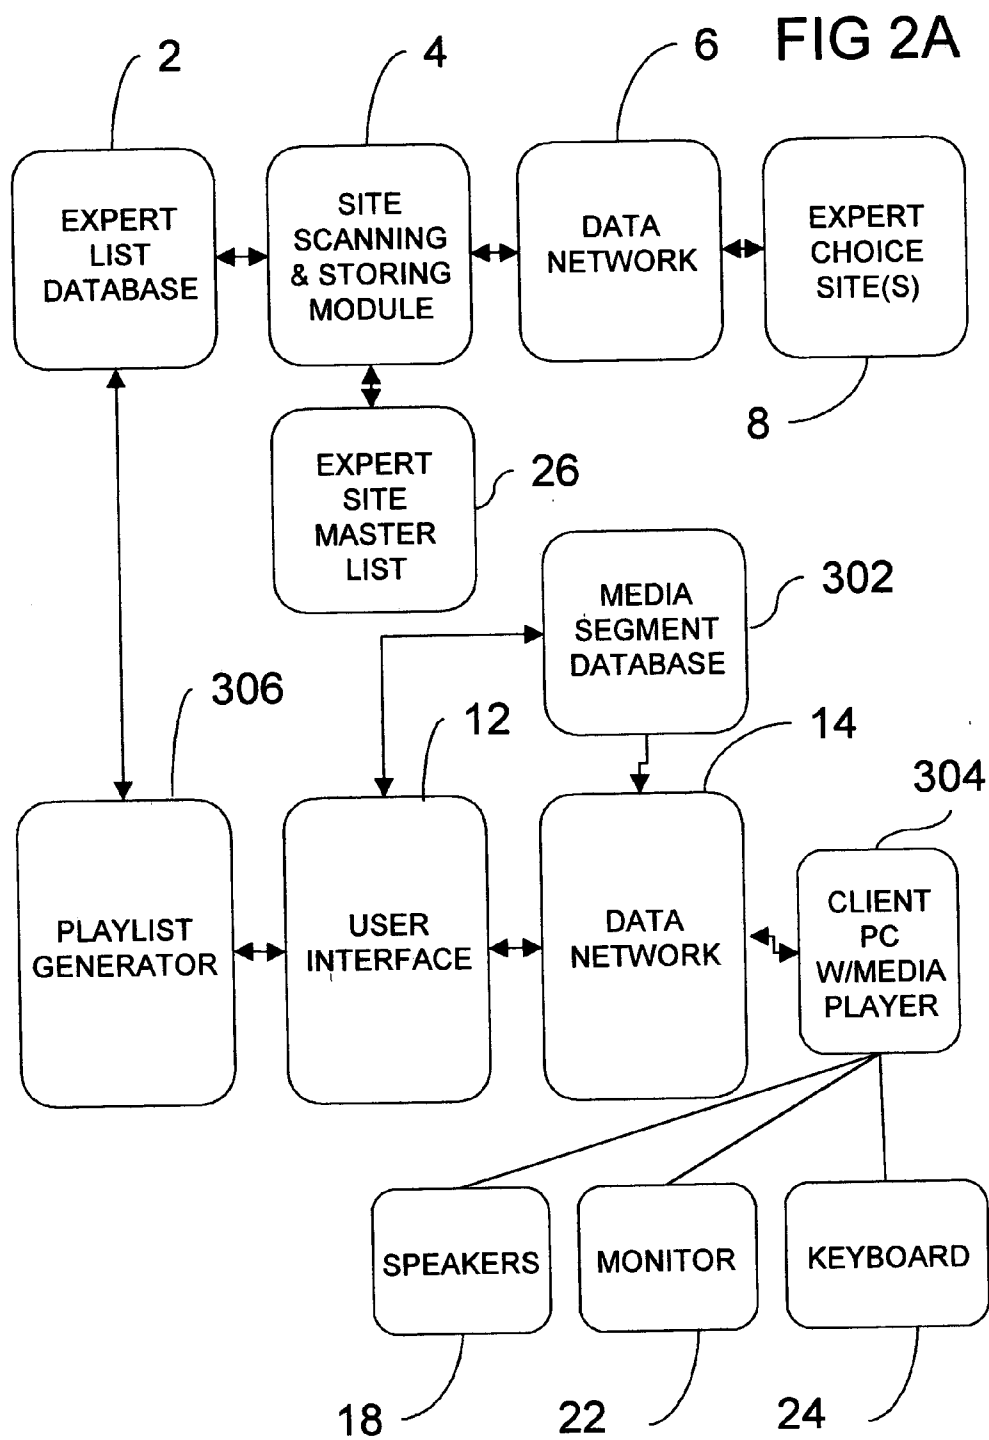 FIG 2A
2
4
6
EXPERT
LIST
DATABASE
SITE
SCANNING
& STORING
MODULE
DATA
NETWORK
EXPERT
CHOICE
SITE(S)
8
EXPERT
SITE
MASTER
LIST
26
MEDIA
SEGMENT
DATABASE
302
306
12
14
304
PLAYLIST
GENERATOR
USER
INTERFACE
DATA
NETWORK
CLIENT
PC
W/MEDIA
PLAYER
SPEAKERS
MONITOR
KEYBOARD
18
22
24